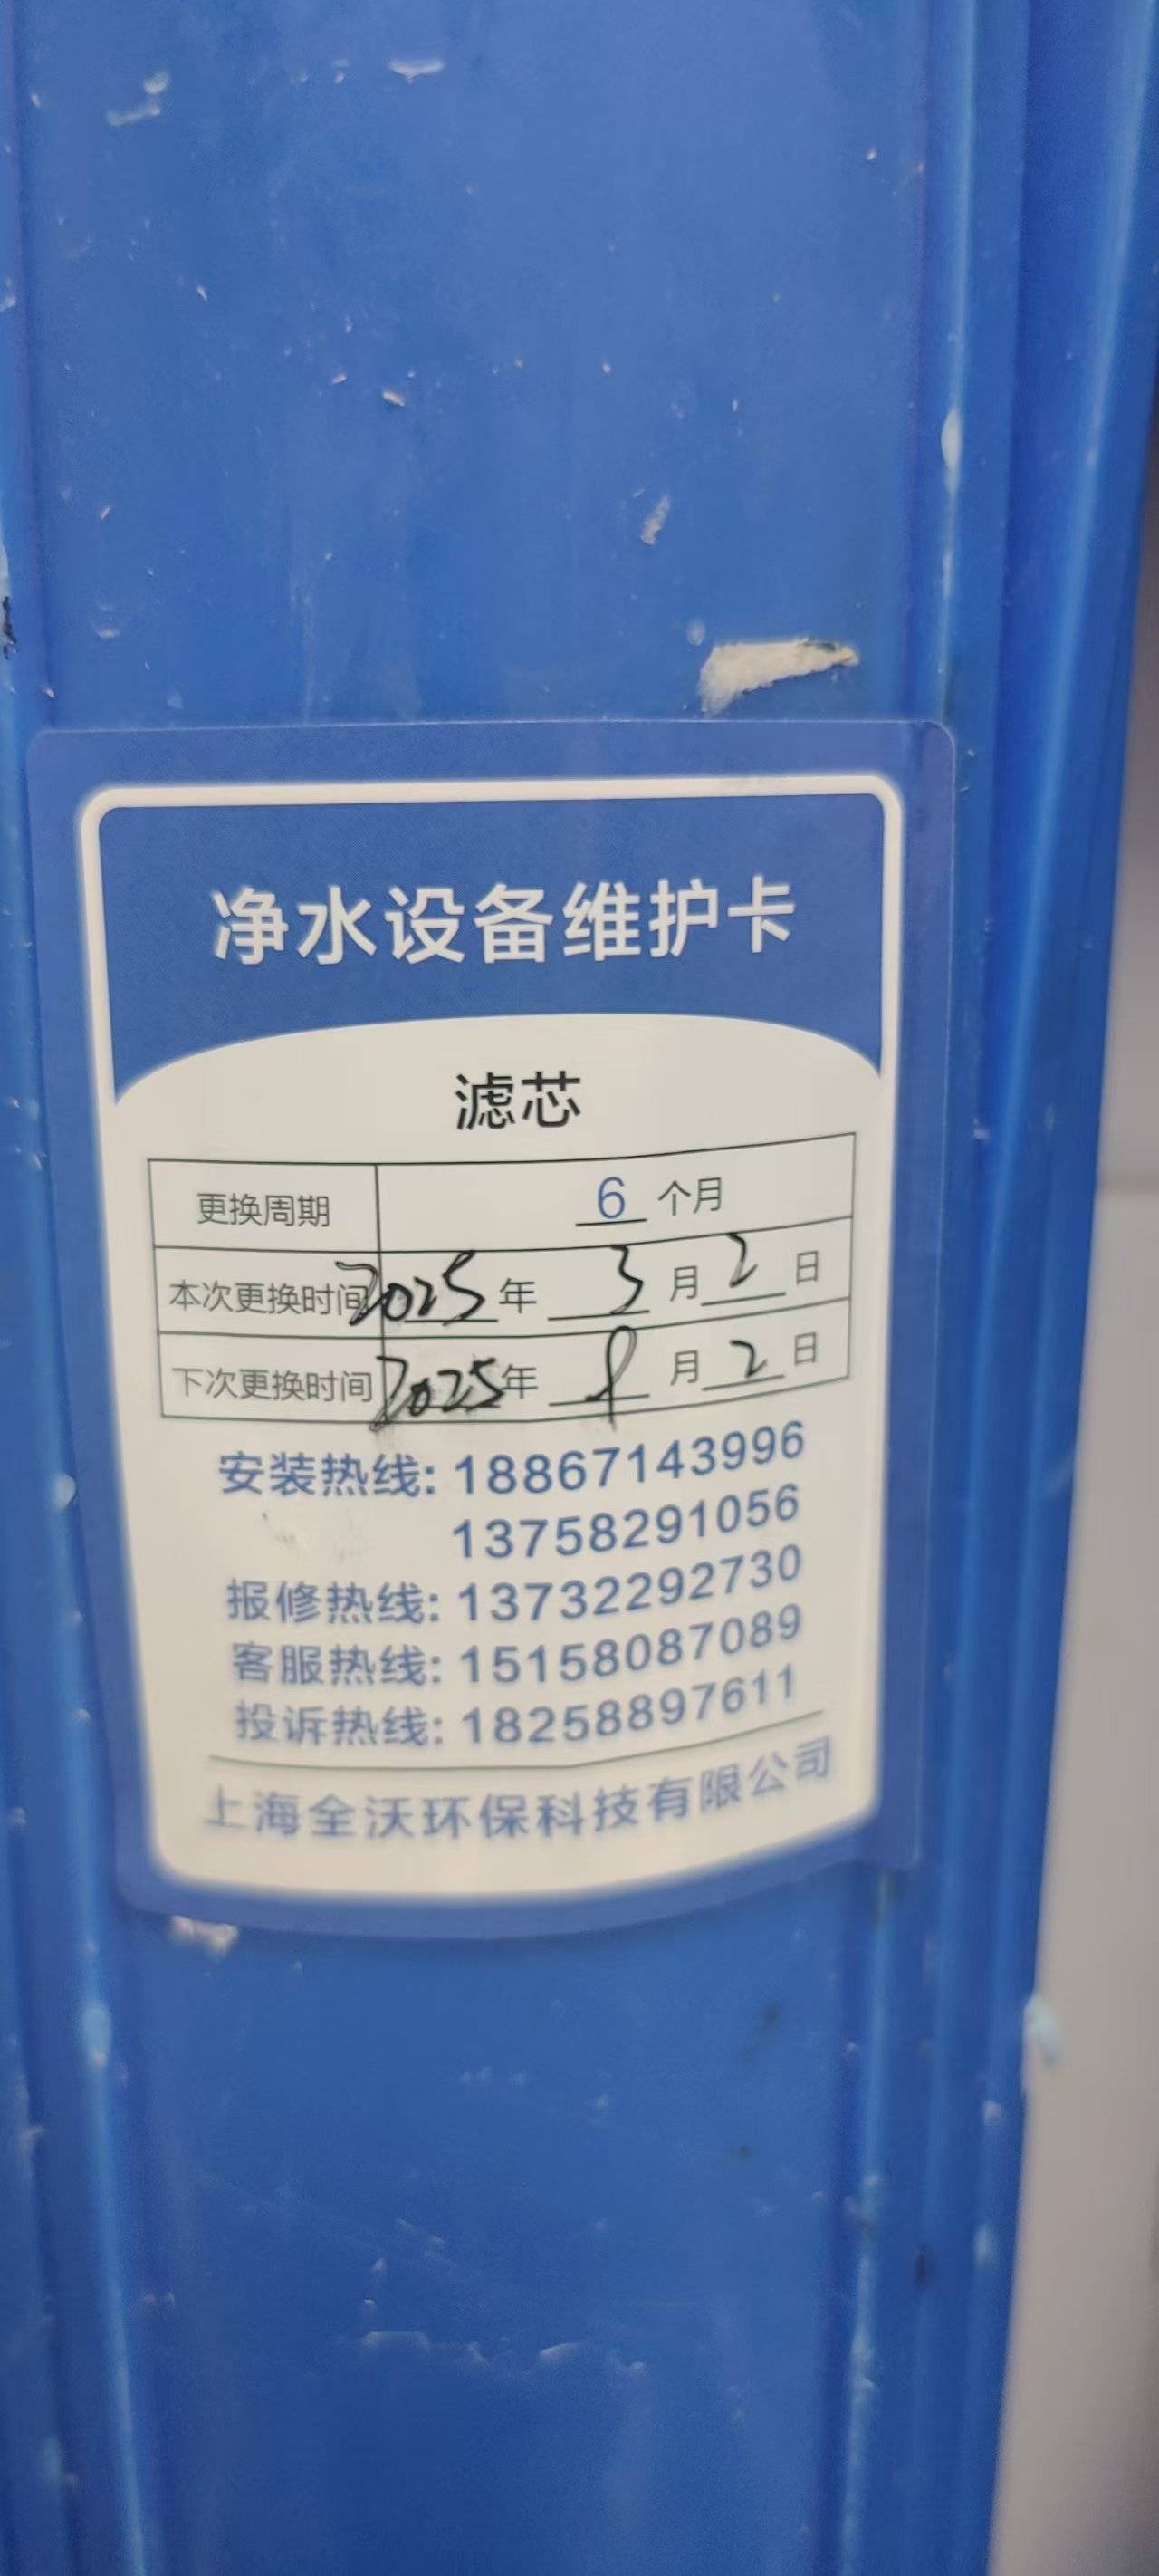 净水设备维护卡
滤芯
更换周期 6 个月
本次更换时间 2025 年 3 月 2 日
下次更换时间 2025 年 8 月 2 日
安装热线: 18867143996
13758291056
报修热线: 13732292730
客服热线: 15158087089
投诉热线: 18258897611
上海全沃环保科技有限公司